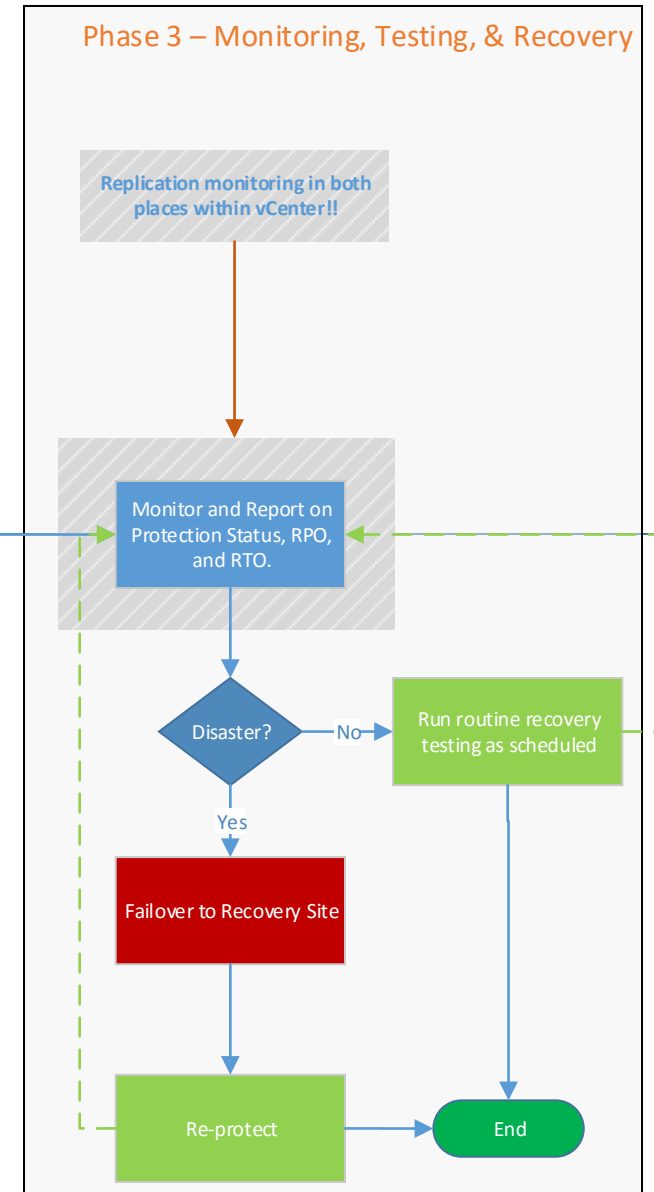 Phase 3 – Monitoring, Testing, & Recovery
Replication monitoring in both
places within vCenter!!
Monitor and Report on
Protection Status, RPO,
and RTO.
Disaster?
No
Run routine recovery
testing as scheduled
Yes
Failover to Recovery Site
Re-protect
End